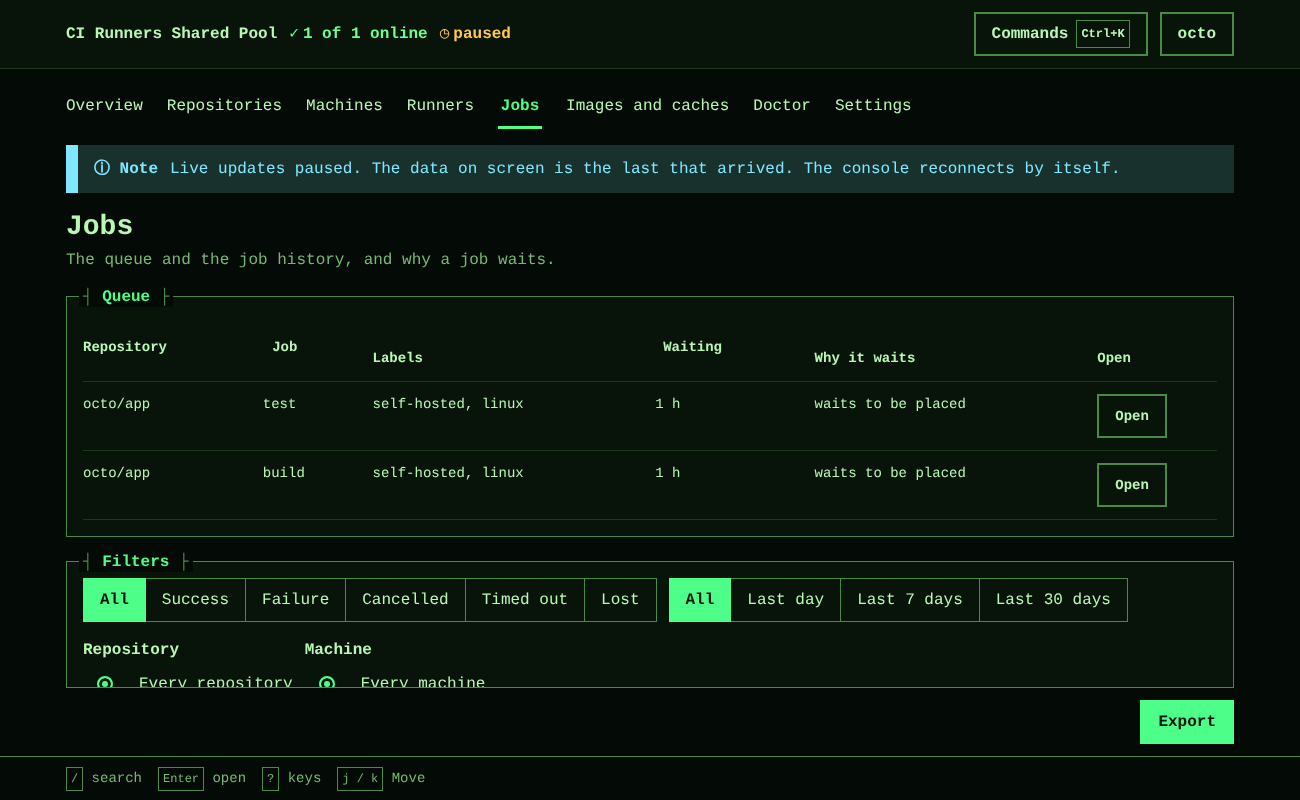 CI Runners Shared Pool ✓ 1 of 1 online ◷ paused Commands Ctrl+K octo
Overview Repositories Machines Runners Jobs Images and caches Doctor Settings
ⓘ Note Live updates paused. The data on screen is the last that arrived. The console reconnects by itself.
Jobs
The queue and the job history, and why a job waits.
Queue
Repository Job Labels Waiting Why it waits Open
octo/app test self-hosted, linux 1 h waits to be placed Open
octo/app build self-hosted, linux 1 h waits to be placed Open
Filters
All Success Failure Cancelled Timed out Lost All Last day Last 7 days Last 30 days
Repository Machine
Every repository Every machine
Export
/ search Enter open ? keys j / k Move